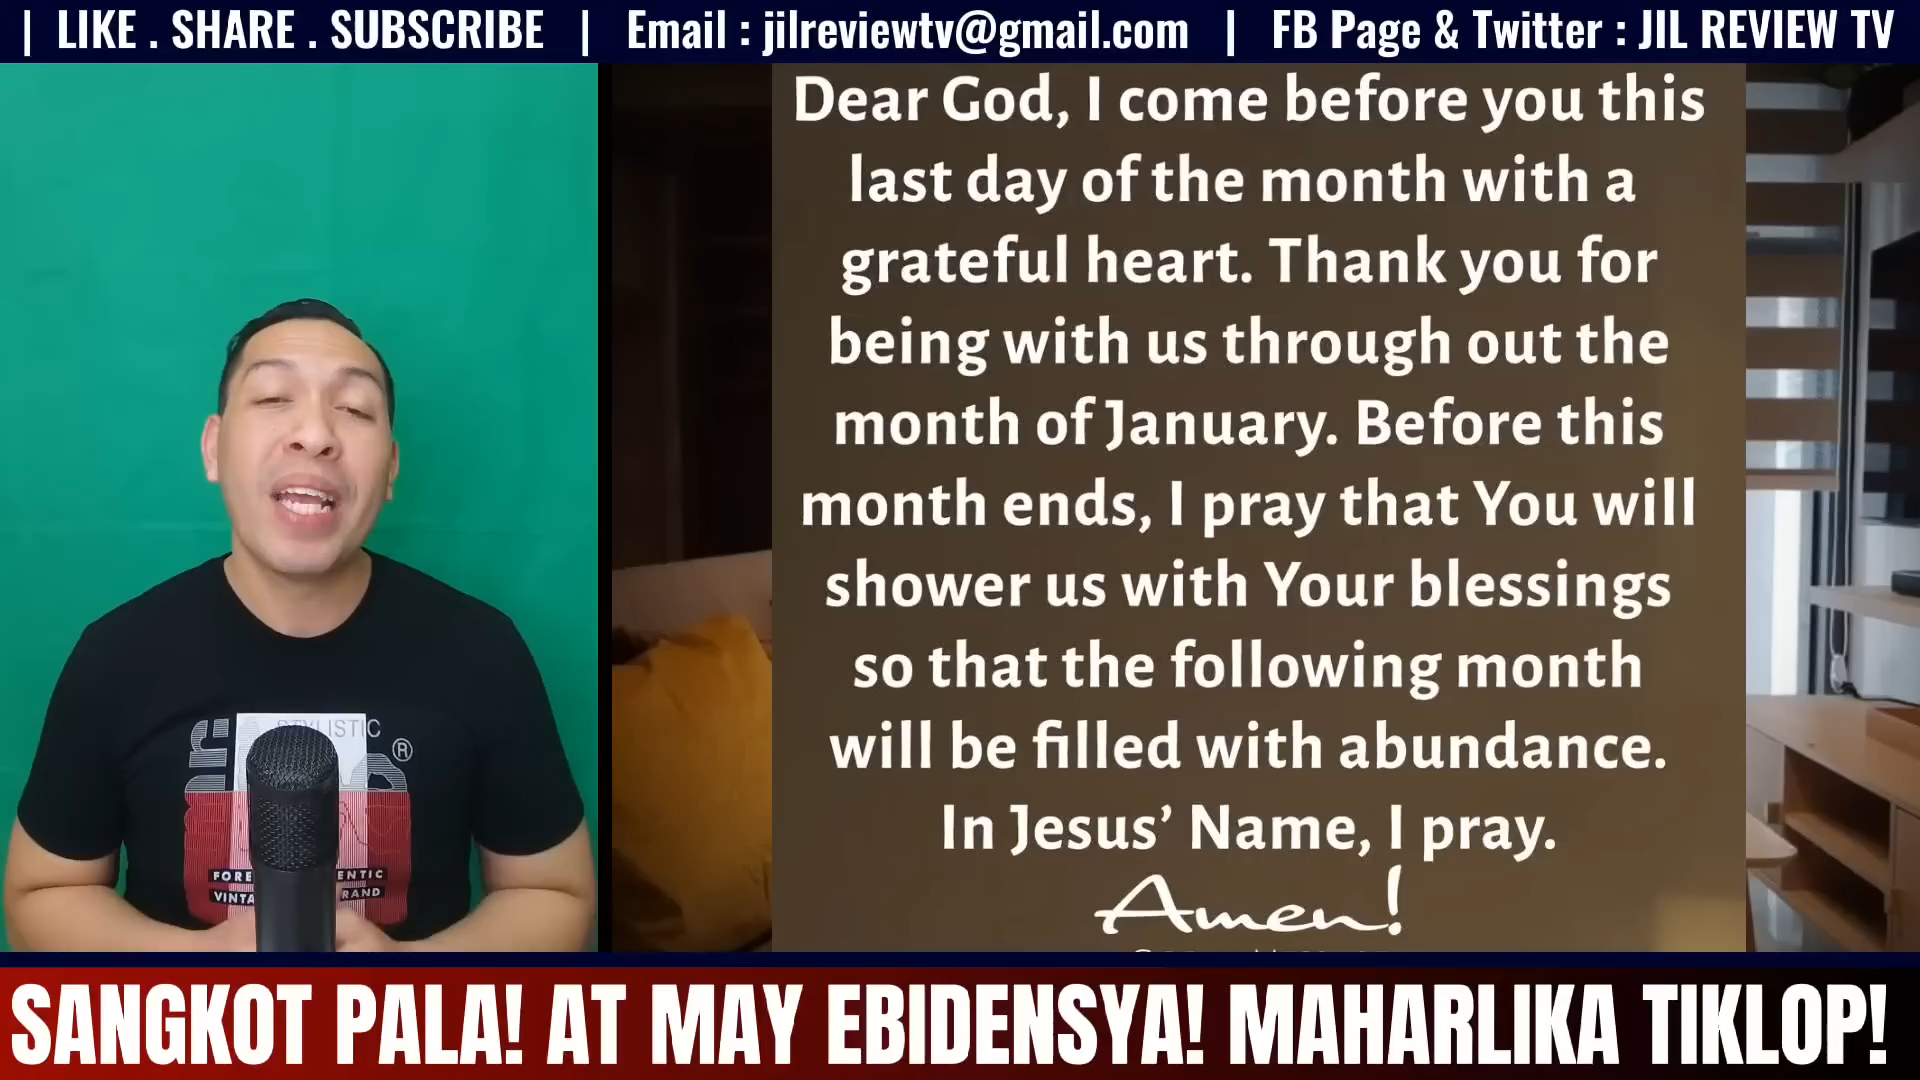 | LIKE . SHARE . SUBSCRIBE | Email : jilreviewtv@gmail.com | FB Page & Twitter : JIL REVIEW TV
Dear God, I come before you this
last day of the month with a
grateful heart. Thank you for
being with us through out the
month of January. Before this
month ends, I pray that You will
shower us with Your blessings
so that the following month
will be filled with abundance.
In Jesus’ Name, I pray.
Amen!
STYLISTIC
®
SANGKOT PALA! AT MAY EBIDENSYA! MAHARLIKA TIKLOP!